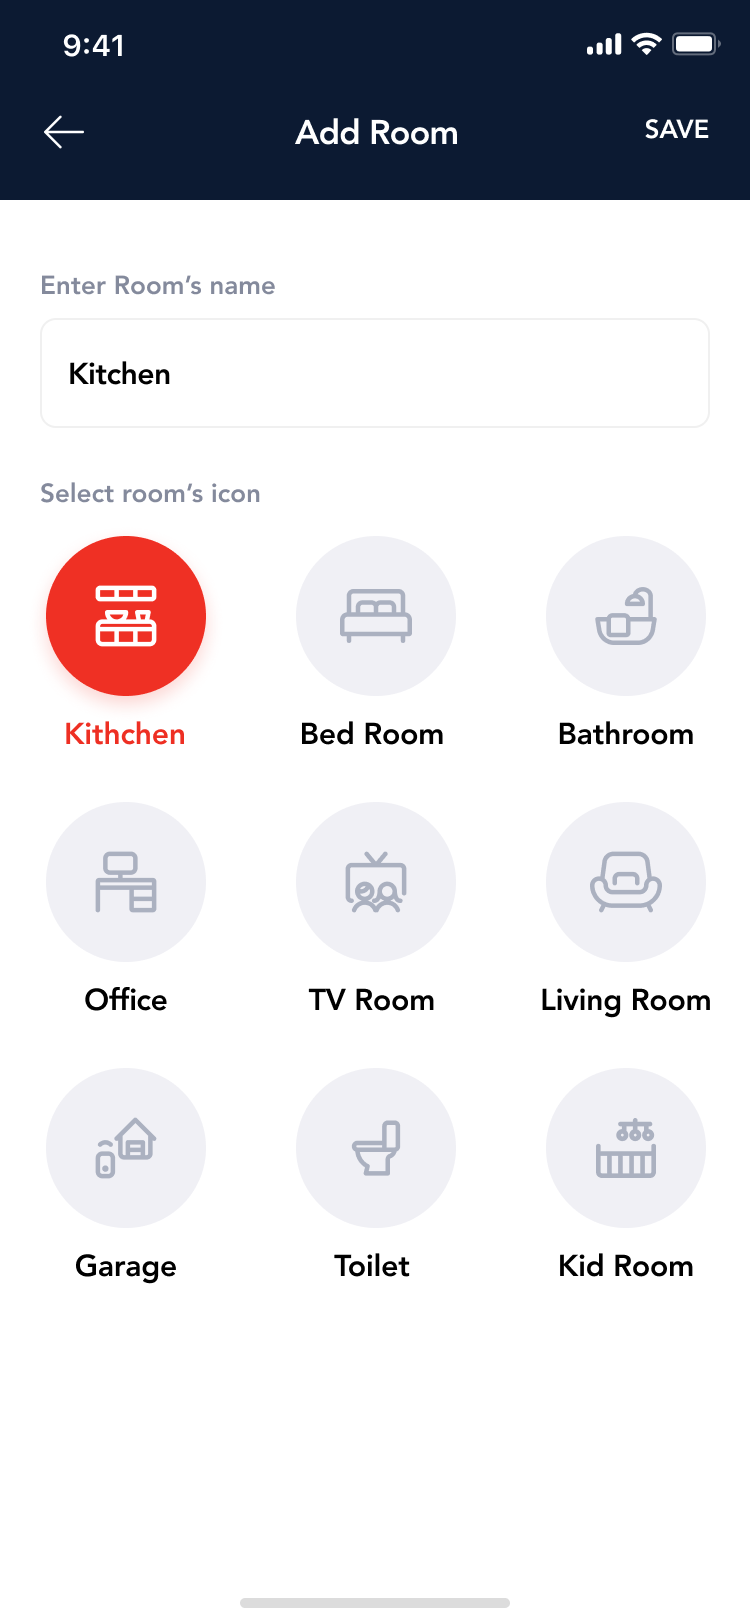 9:41
Add Room
SAVE
Enter Room’s name
Kitchen
Select room’s icon
Kithchen
Bed Room
Bathroom
Office
TV Room
Living Room
Garage
Toilet
Kid Room